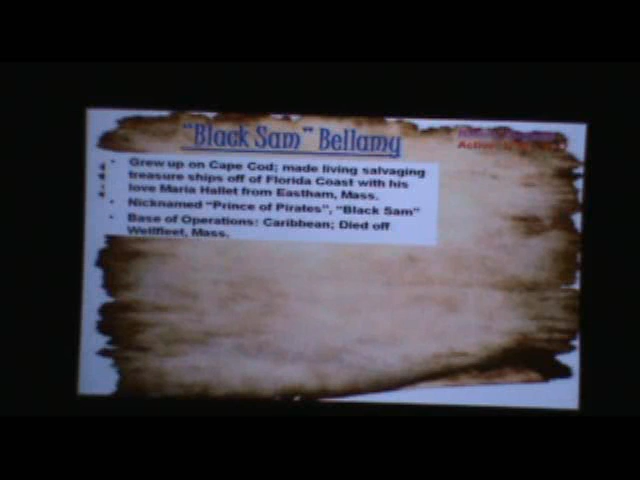 "Black Sam" Bellamy
• Grew up on Cape Cod; made living salvaging
treasure ships off of Florida Coast with his
love Maria Hallet from Eastham, Mass.
• Nicknamed "Prince of Pirates", "Black Sam"
• Base of Operations: Caribbean; Died off
Wellfleet, Mass.